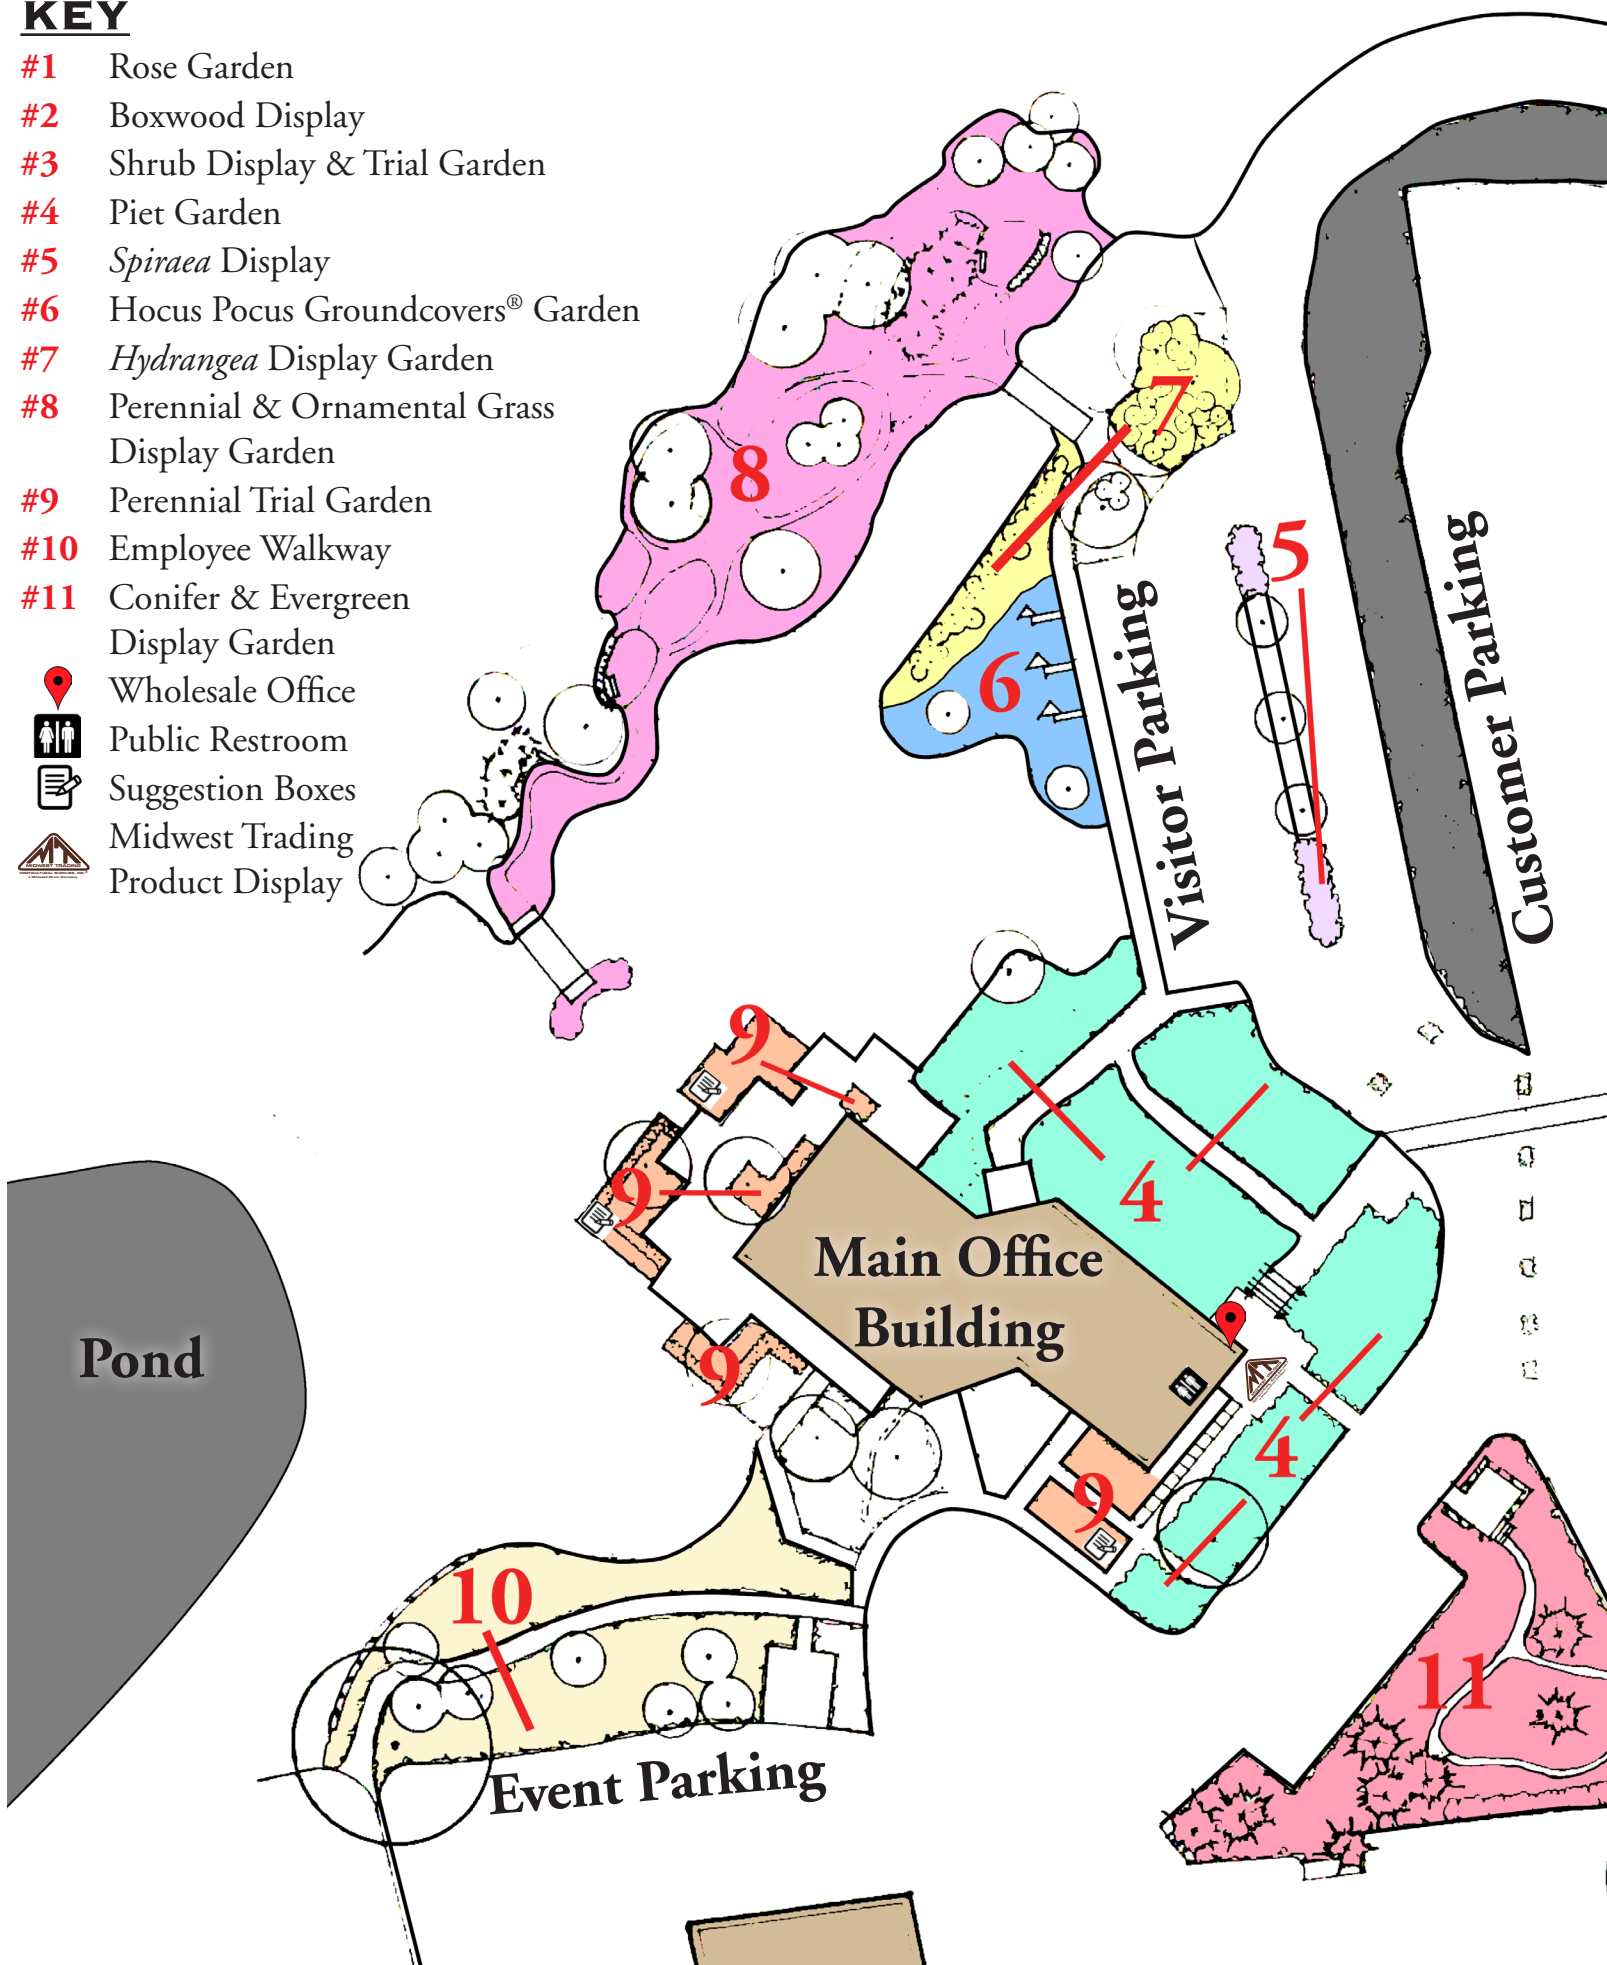 KEY
#1 Rose Garden
#2 Boxwood Display
#3 Shrub Display & Trial Garden
#4 Piet Garden
#5 Spiraea Display
#6 Hocus Pocus Groundcovers® Garden
#7 Hydrangea Display Garden
#8 Perennial & Ornamental Grass
Display Garden
#9 Perennial Trial Garden
#10 Employee Walkway
#11 Conifer & Evergreen
Display Garden
Wholesale Office
Public Restroom
Suggestion Boxes
Midwest Trading
Product Display
MIDWEST TRADING
7
8
5
6
Visitor Parking
Customer Parking
9
9
4
Main Office
Building
Pond
9
4
9
10
11
Event Parking